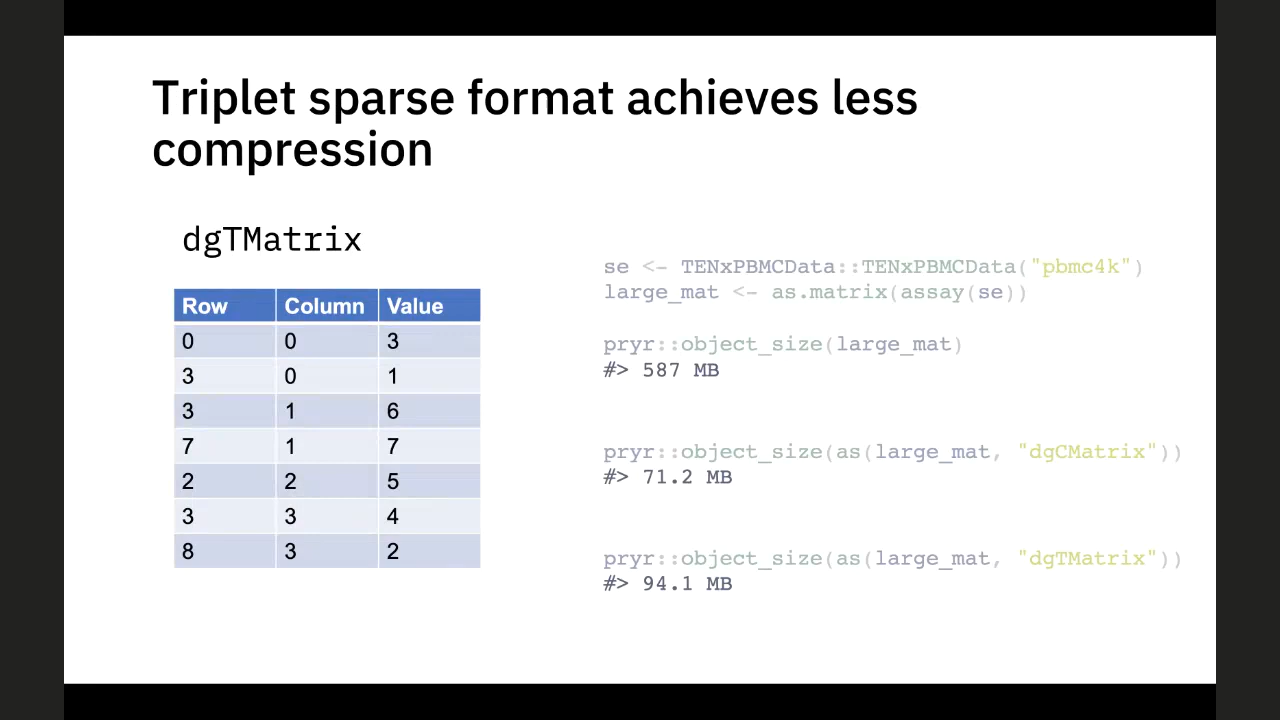 Triplet sparse format achieves less
compression
dgTMatrix
Row Column Value
0 0 3
3 0 1
3 1 6
7 1 7
2 2 5
3 3 4
8 3 2
se <- TENxPBMCData::TENxPBMCData("pbmc4k")
large_mat <- as.matrix(assay(se))
pryr::object_size(large_mat)
#> 587 MB
pryr::object_size(as(large_mat, "dgCMatrix"))
#> 71.2 MB
pryr::object_size(as(large_mat, "dgTMatrix"))
#> 94.1 MB